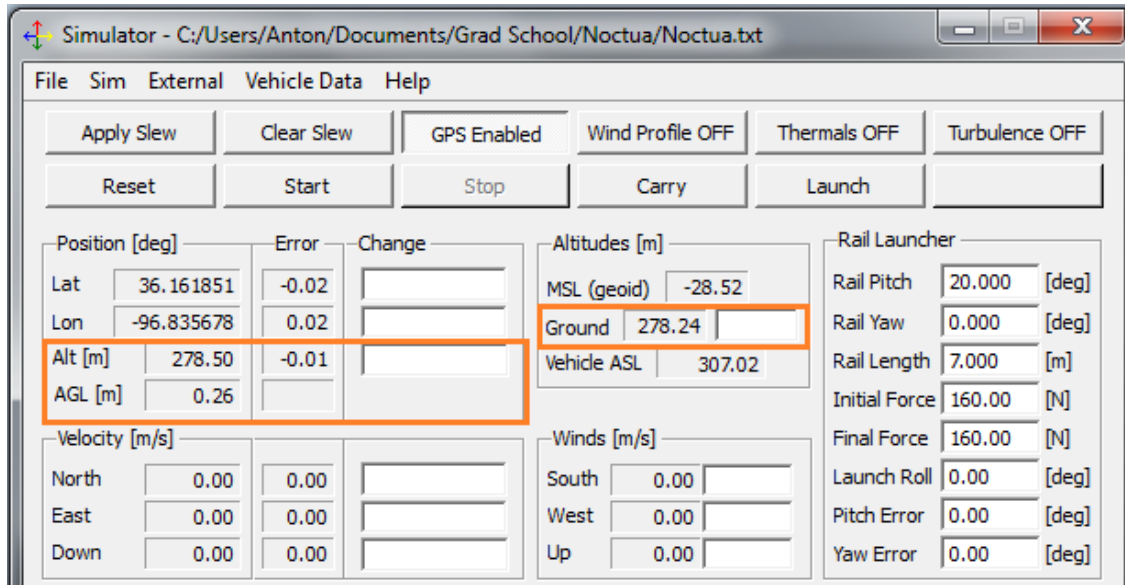 Simulator - C:/Users/Anton/Documents/Grad School/Noctua/Noctua.txt
File Sim External Vehicle Data Help
Apply Slew Clear Slew GPS Enabled Wind Profile OFF Thermals OFF Turbulence OFF
Reset Start Stop Carry Launch
Position [deg] Error Change Altitudes [m] Rail Launcher
Lat 36.161851 -0.02 MSL (geoid) -28.52 Rail Pitch 20.000 [deg]
Lon -96.835678 0.02 Ground 278.24 Rail Yaw 0.000 [deg]
Alt [m] 278.50 -0.01 Vehicle ASL 307.02 Rail Length 7.000 [m]
AGL [m] 0.26 Initial Force 160.00 [N]
Velocity [m/s] Winds [m/s] Final Force 160.00 [N]
North 0.00 0.00 South 0.00 Launch Roll 0.00 [deg]
East 0.00 0.00 West 0.00 Pitch Error 0.00 [deg]
Down 0.00 0.00 Up 0.00 Yaw Error 0.00 [deg]